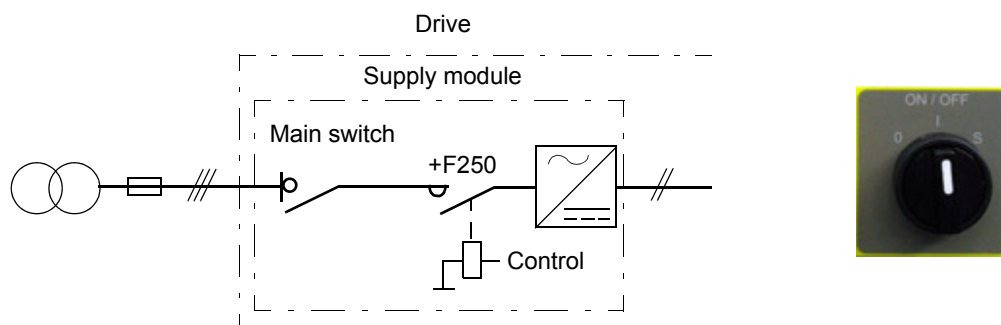 Drive
Supply module
Main switch
+F250
Control
ON / OFF
I
0
S